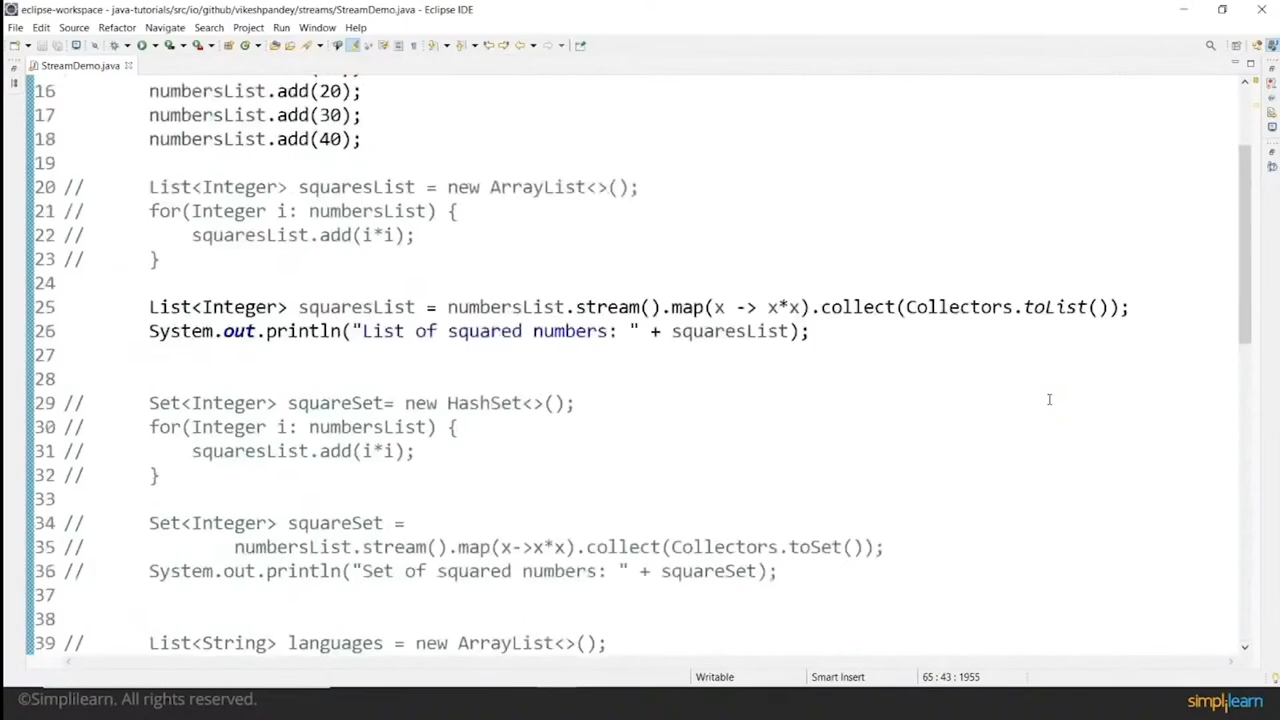 eclipse-workspace - java-tutorials/src/io/github/vikeshpandey/streams/StreamDemo.java - Eclipse IDE
File Edit Source Refactor Navigate Search Project Run Window Help
StreamDemo.java
16 numbersList.add(20);
17 numbersList.add(30);
18 numbersList.add(40);
19
20 // List<Integer> squaresList = new ArrayList<>();
21 // for(Integer i: numbersList) {
22 // squaresList.add(i*i);
23 // }
24
25 List<Integer> squaresList = numbersList.stream().map(x -> x*x).collect(Collectors.toList());
26 System.out.println("List of squared numbers: " + squaresList);
27
28
29 // Set<Integer> squareSet= new HashSet<>();
30 // for(Integer i: numbersList) {
31 // squaresList.add(i*i);
32 // }
33
34 // Set<Integer> squareSet =
35 // numbersList.stream().map(x->x*x).collect(Collectors.toSet());
36 // System.out.println("Set of squared numbers: " + squareSet);
37
38
39 // List<String> languages = new ArrayList<>();
Writable Smart Insert 65 : 43 : 1955
©Simplilearn. All rights reserved. simplilearn